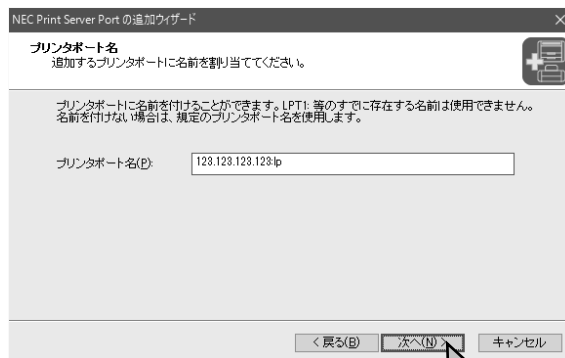 NEC Print Server Port の追加ウィザード
プリンタポート名
追加するプリンタポートに名前を割り当ててください。
プリンタポートに名前を付けることができます。LPT1: 等のすでに存在する名前は使用できません。
名前を付けない場合は、規定のプリンタポート名を使用します。
プリンタポート名(P): 123.123.123.123:lp
< 戻る(B) 次へ(N) > キャンセル